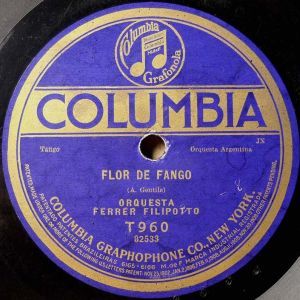 Columbia
Grafonola
COLUMBIA
Tango
Orquesta Argentina
JN
FLOR DE FANGO
(A. Gentile)
ORQUESTA
FERRER FILIPOTTO
T960
82533
COLUMBIA GRAPHOPHONE CO., NEW YORK